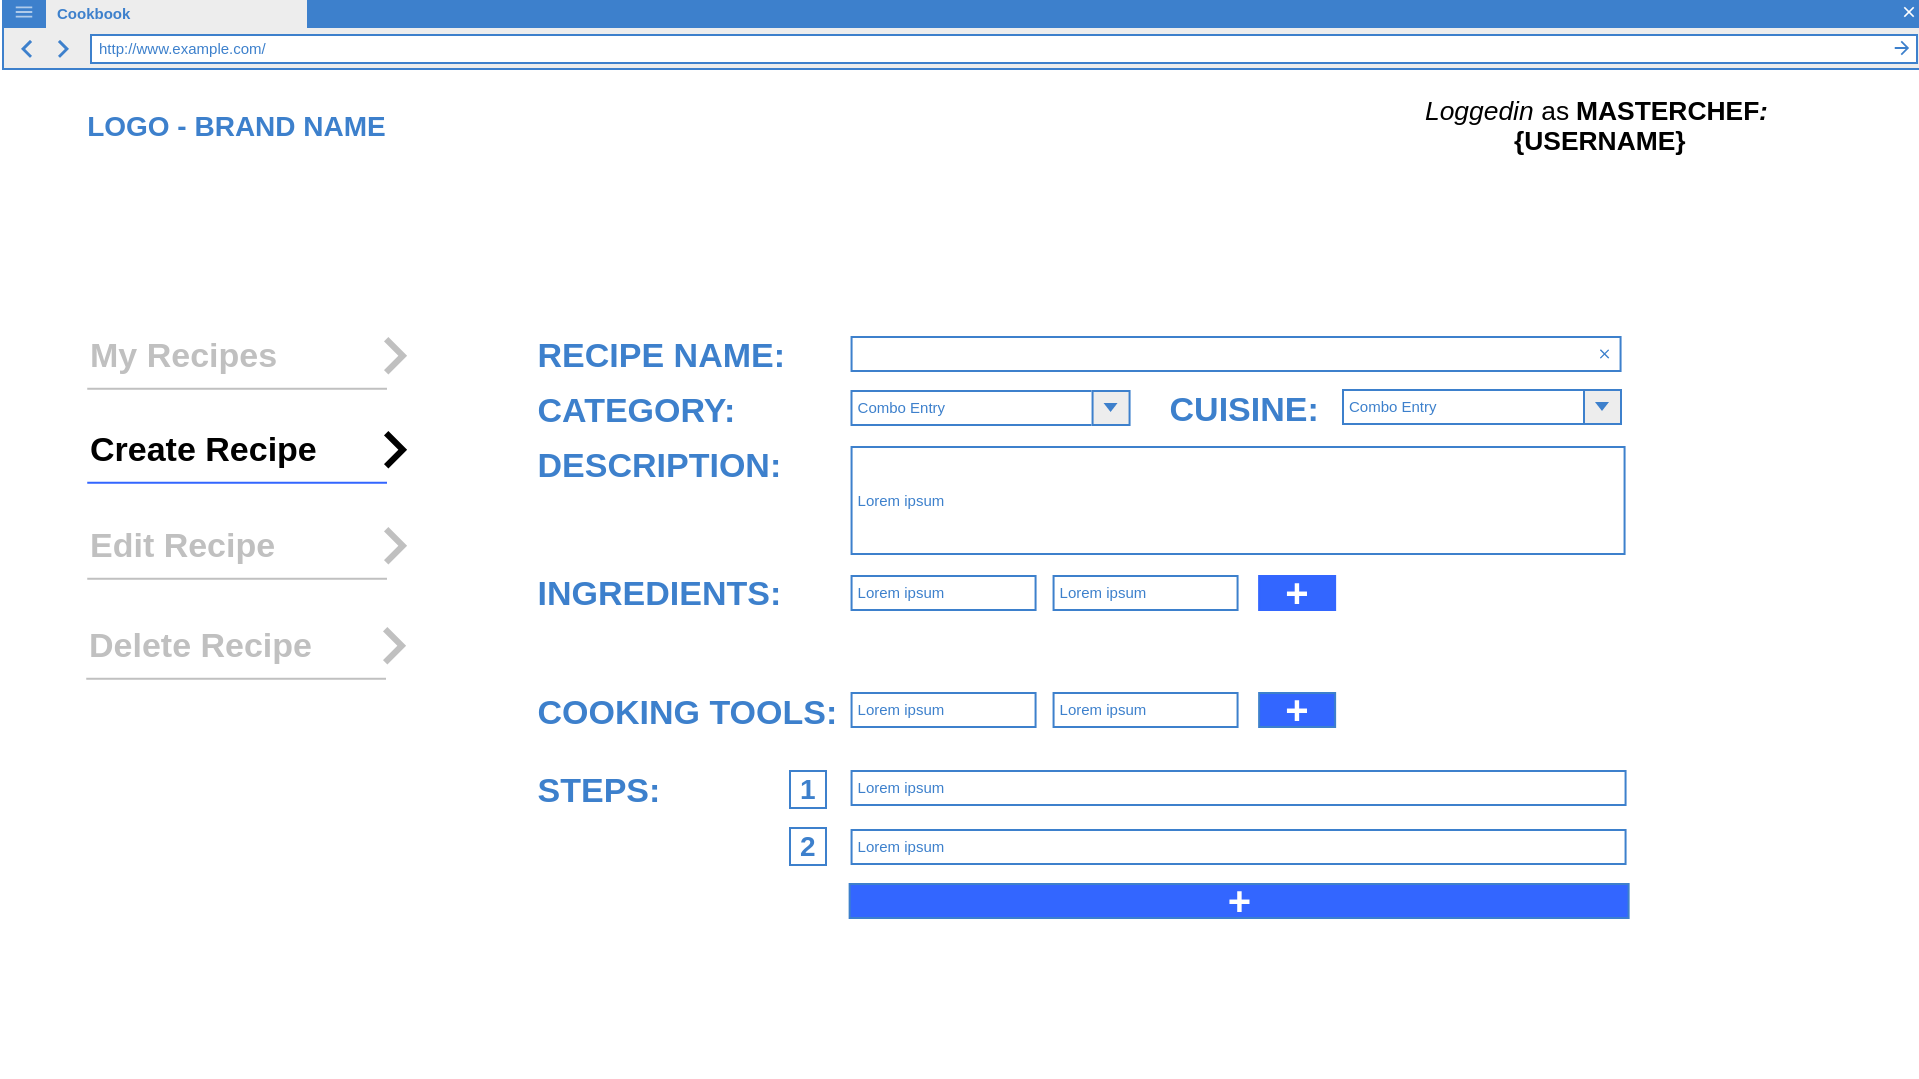 Cookbook
http://www.example.com/
LOGO - BRAND NAME
Loggedin as MASTERCHEF:
{USERNAME}
My Recipes
Create Recipe
Edit Recipe
Delete Recipe
RECIPE NAME:
CATEGORY: Combo Entry CUISINE: Combo Entry
DESCRIPTION:
Lorem ipsum
INGREDIENTS: Lorem ipsum Lorem ipsum +
COOKING TOOLS: Lorem ipsum Lorem ipsum +
STEPS: 1 Lorem ipsum
2 Lorem ipsum
+